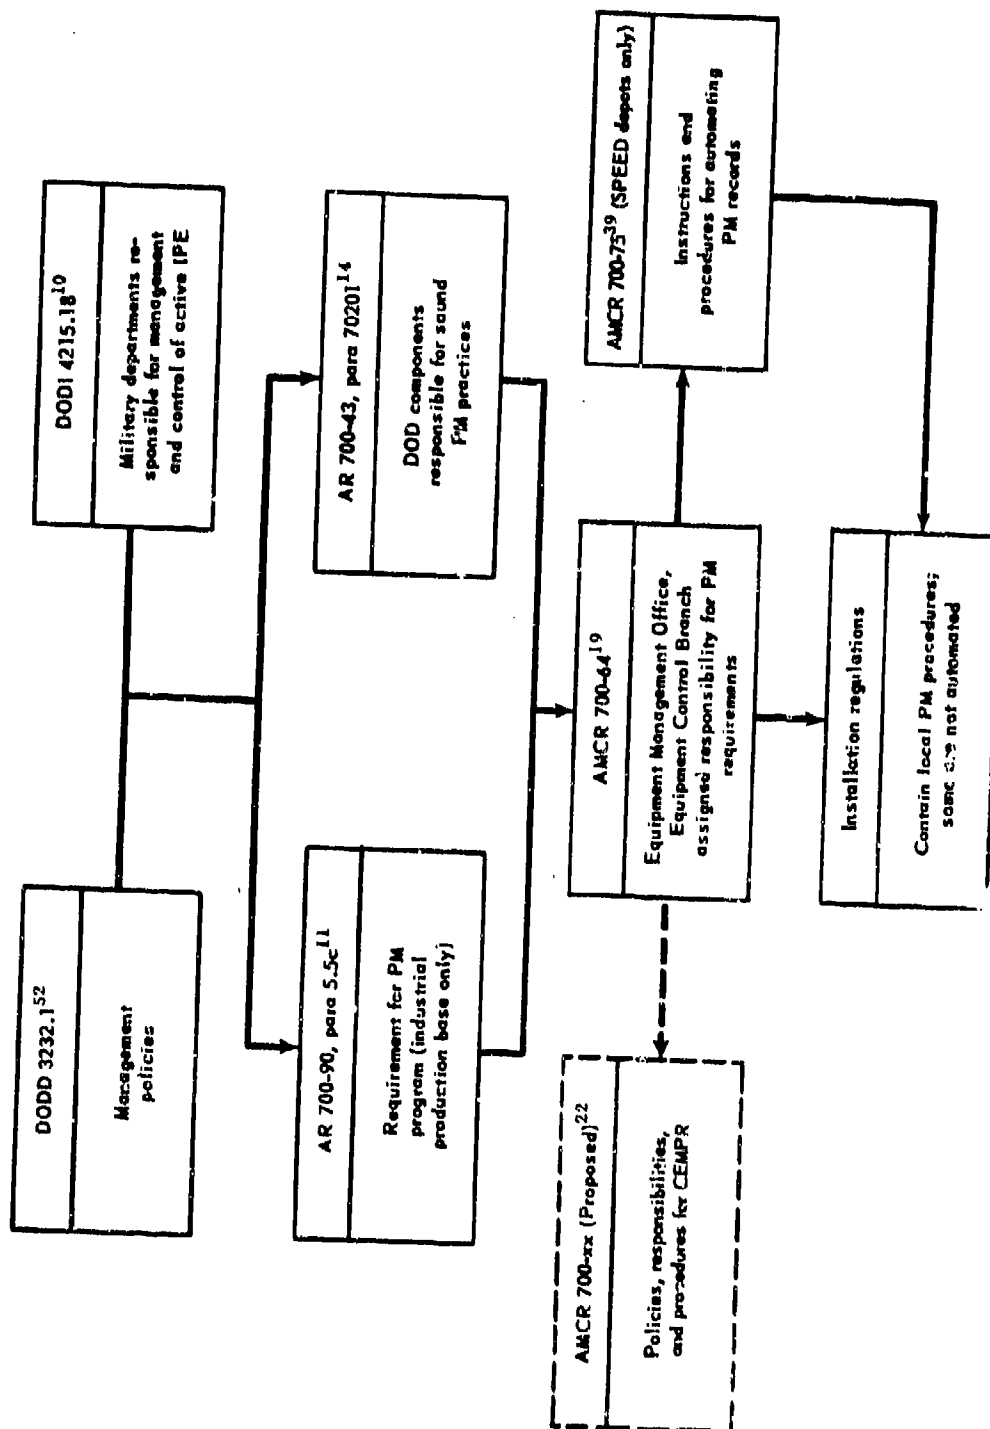 DODD 3232.1⁵²
Management
policies
DODI 4215.18¹⁰
Military departments re-
sponsible for management
and control of active IPE
AR 700-90, para 5.5c¹¹
Requirement for PM
program (industrial
production base only)
AR 700-43, para 70201¹⁴
DOD components
responsible for sound
PM practices
AMCR 700-xx (Proposed)²²
Policies, responsibilities,
and procedures for CEMPR
AMCR 700-64¹⁹
Equipment Management Office,
Equipment Control Branch
assigned responsibility for PM
requirements
AMCR 700-75³⁹ (SPEED depots only)
Instructions and
procedures for automating
PM records
Installation regulations
Contain local PM procedures;
some are not automated